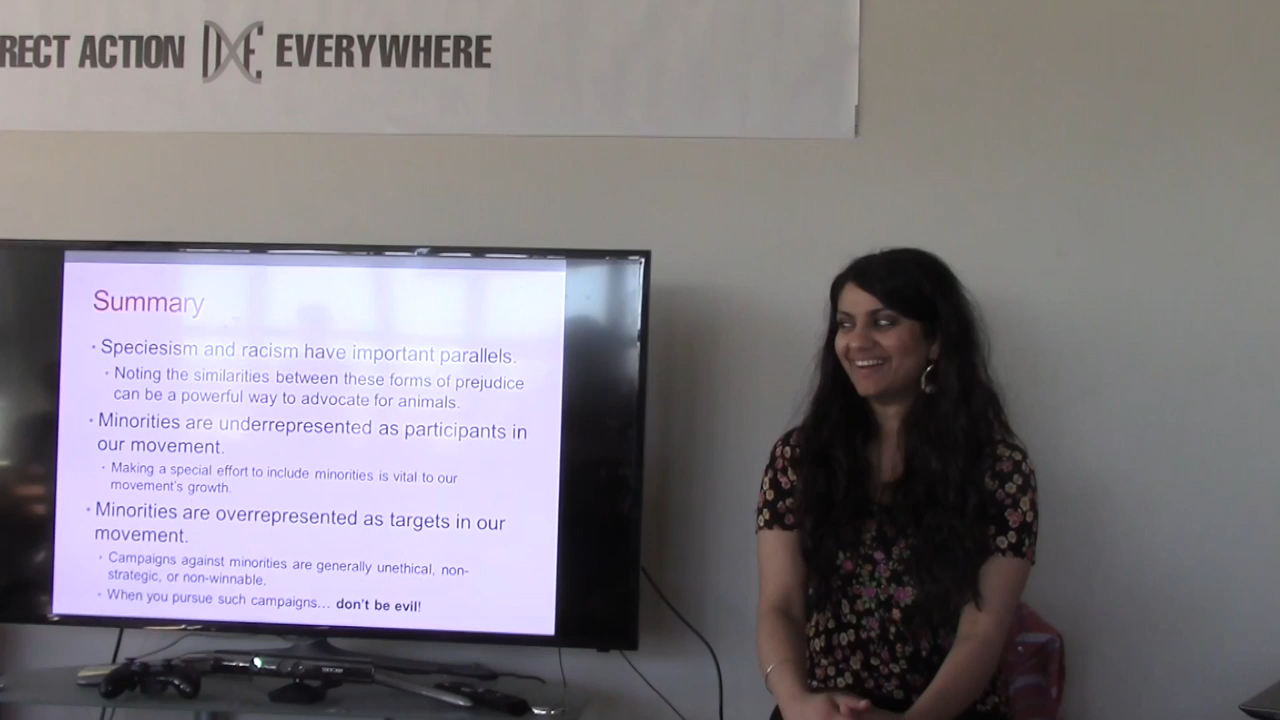 RECT ACTION DXE EVERYWHERE
Summary
Speciesism and racism have important parallels.
Noting the similarities between these forms of prejudice
can be a powerful way to advocate for animals.
Minorities are underrepresented as participants in
our movement.
Making a special effort to include minorities is vital to our
movement's growth.
Minorities are overrepresented as targets in our
movement.
Campaigns against minorities are generally unethical, non-
strategic, or non-winnable.
When you pursue such campaigns… don't be evil!